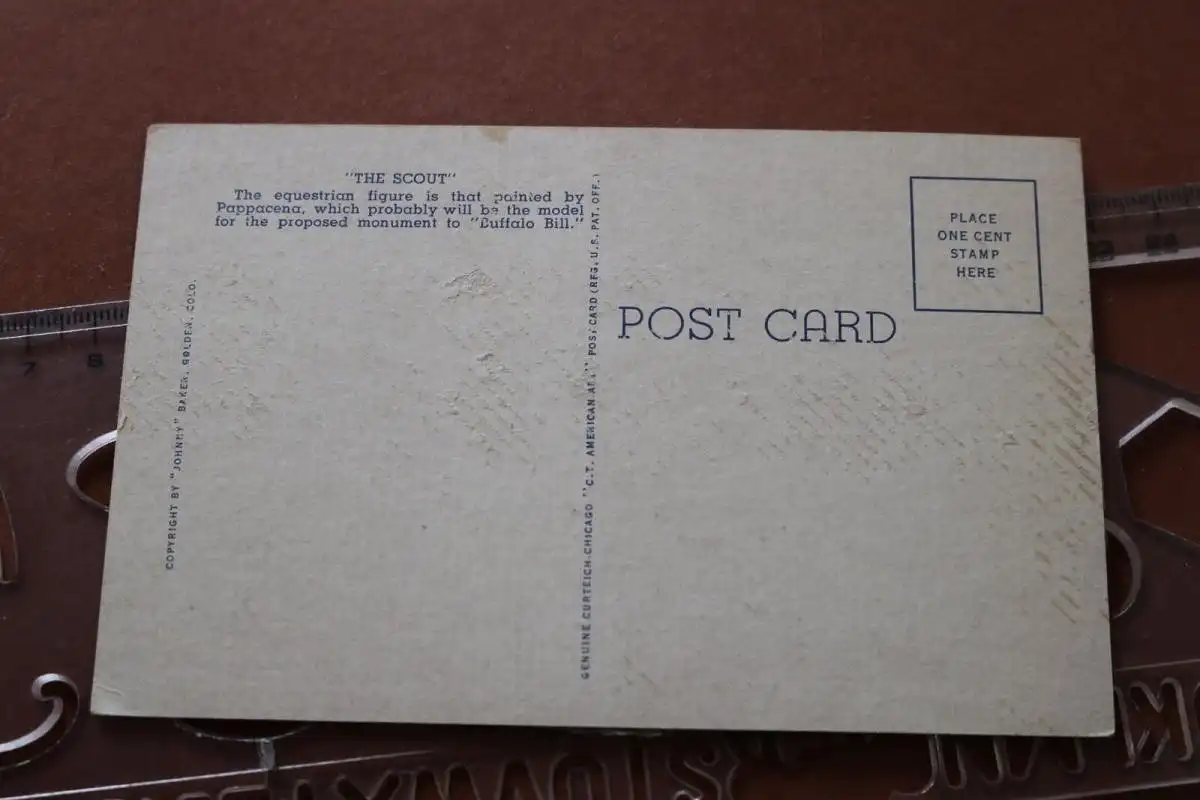 "THE SCOUT"
The equestrian figure is that painted by
Pappacena, which probably will be the model
for the proposed monument to "Buffalo Bill."
COPYRIGHT BY "JOHNNY" BAKER, GOLDEN, COLO.
GENUINE CURTEICH-CHICAGO "C.T. AMERICAN ART" POST CARD (REG. U.S. PAT. OFF.)
POST CARD
PLACE
ONE CENT
STAMP
HERE
7 8